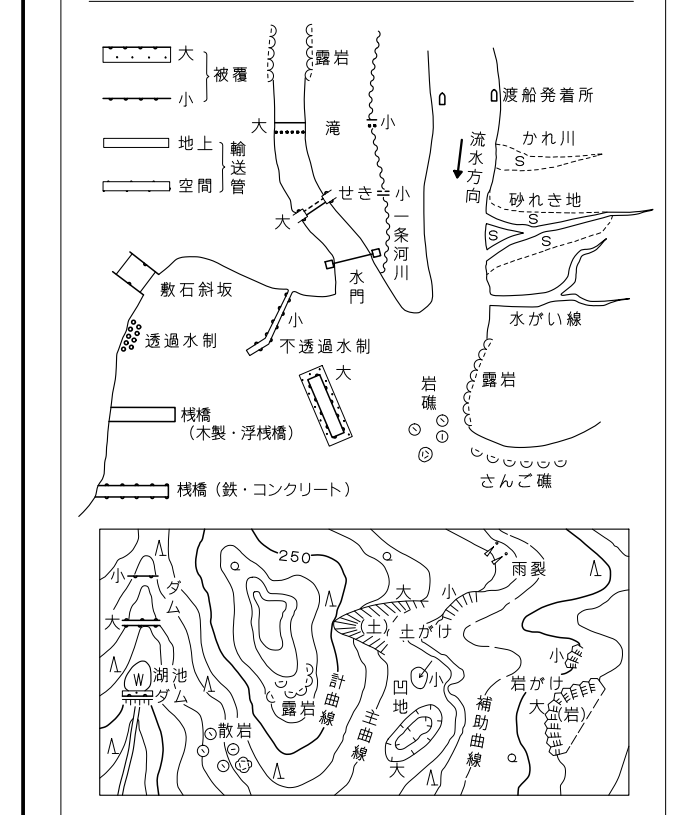 大
被覆
小
地上
空間
輸送管
露岩
大 滝 小
渡船発着所
流水方向
かれ川
S
砂れき地
S
S
S
せき 小
大
一条河川
水門
敷石斜坂
水がい線
透過水制
小
不透過水制
大
岩礁
露岩
桟橋
(木製・浮桟橋)
さんご礁
桟橋(鉄・コンクリート)
250
雨裂
小
ダム
大
大 小
(土) 土がけ
小
W 湖池
ダム
凹地
小
岩がけ
大
(岩)
露岩
計曲線
主曲線
補助曲線
散岩
大